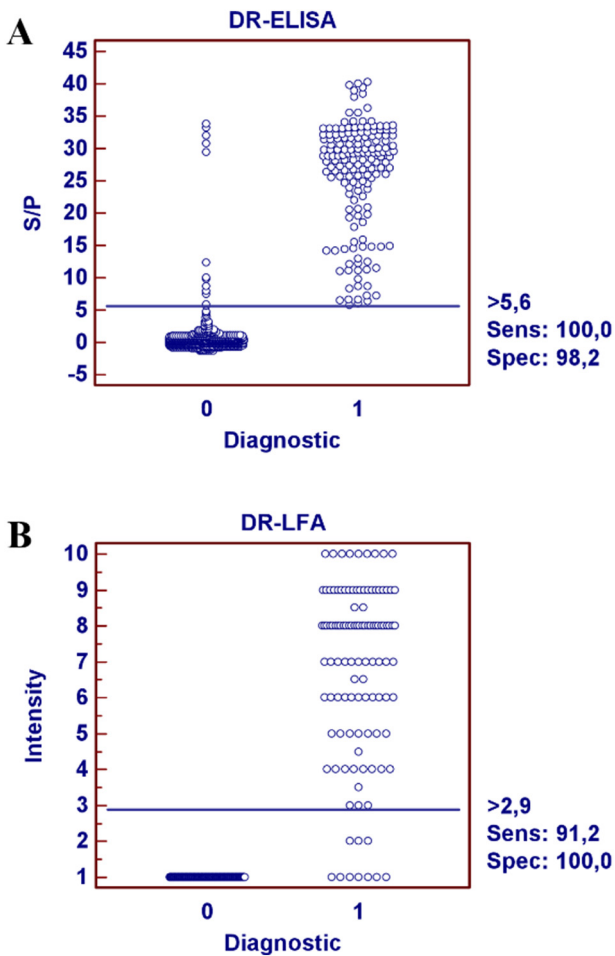 A
DR-ELISA
45
40
35
30
25
20
15
10
5
0
-5
S/P
>5,6
Sens: 100,0
Spec: 98,2
0 1
Diagnostic
B
DR-LFA
10
9
8
7
6
5
4
3
2
1
Intensity
>2,9
Sens: 91,2
Spec: 100,0
0 1
Diagnostic